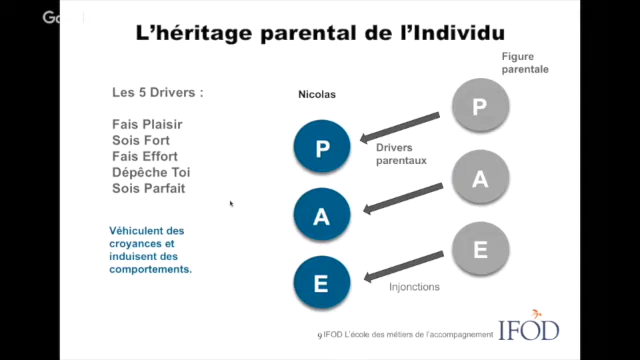 L'héritage parental de l'Individu
Figure
parentale
Les 5 Drivers :
Nicolas
Fais Plaisir
Sois Fort
Fais Effort
Dépêche Toi
Sois Parfait
P
P
Drivers
parentaux
A
A
Véhiculent des
croyances et
induisent des
comportements.
E
E
Injonctions
9 IFOD L'école des métiers de l'accompagnement
IFOD